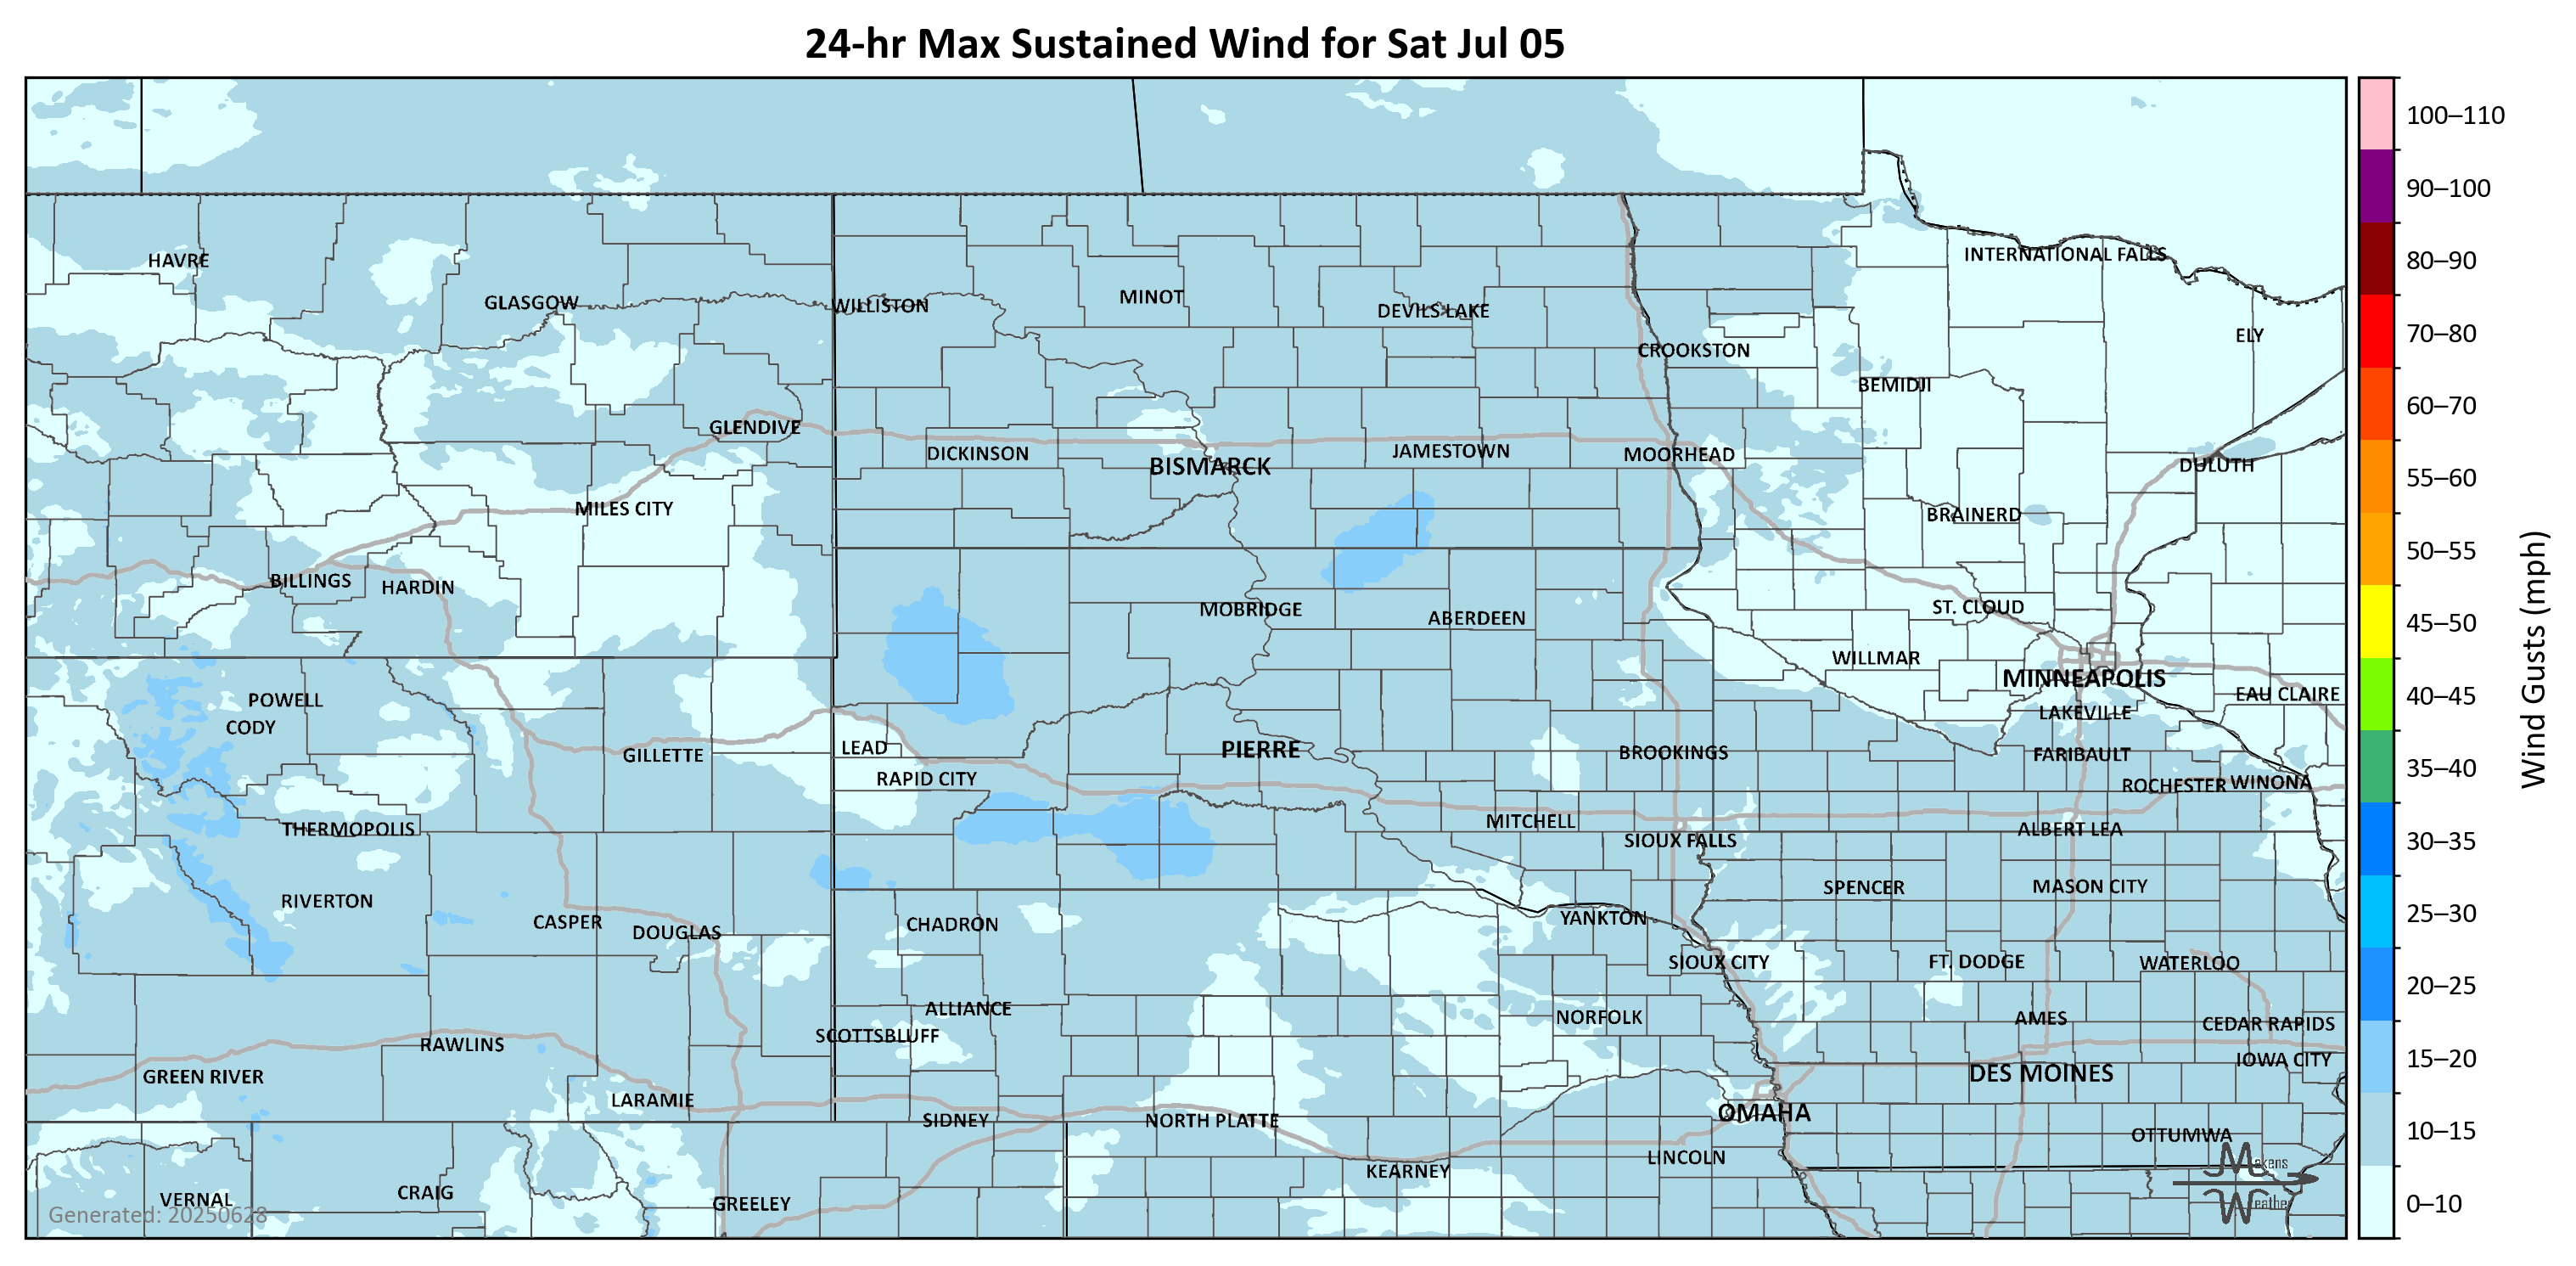 24-hr Max Sustained Wind for Sat Jul 05
100–110
90–100
80–90
70–80
60–70
55–60
50–55
45–50
40–45
35–40
30–35
25–30
20–25
15–20
10–15
0–10
Wind Gusts (mph)
HAVRE
GLASGOW
WILLISTON
MINOT
DEVILS LAKE
INTERNATIONAL FALLS
ELY
CROOKSTON
BEMIDJI
GLENDIVE
DICKINSON
BISMARCK
JAMESTOWN
MOORHEAD
DULUTH
MILES CITY
BRAINERD
BILLINGS
HARDIN
MOBRIDGE
ABERDEEN
ST. CLOUD
WILLMAR
MINNEAPOLIS
POWELL
CODY
EAU CLAIRE
LAKEVILLE
GILLETTE
LEAD
PIERRE
BROOKINGS
FARIBAULT
RAPID CITY
ROCHESTER
WINONA
THERMOPOLIS
MITCHELL
SIOUX FALLS
ALBERT LEA
RIVERTON
SPENCER
MASON CITY
CASPER
DOUGLAS
CHADRON
YANKTON
SIOUX CITY
FT. DODGE
WATERLOO
ALLIANCE
NORFOLK
AMES
CEDAR RAPIDS
SCOTTSBLUFF
RAWLINS
IOWA CITY
GREEN RIVER
DES MOINES
LARAMIE
SIDNEY
NORTH PLATTE
OMAHA
OTTUMWA
LINCOLN
KEARNEY
VERNAL
CRAIG
GREELEY
Generated: 20250628
Makens
Weather